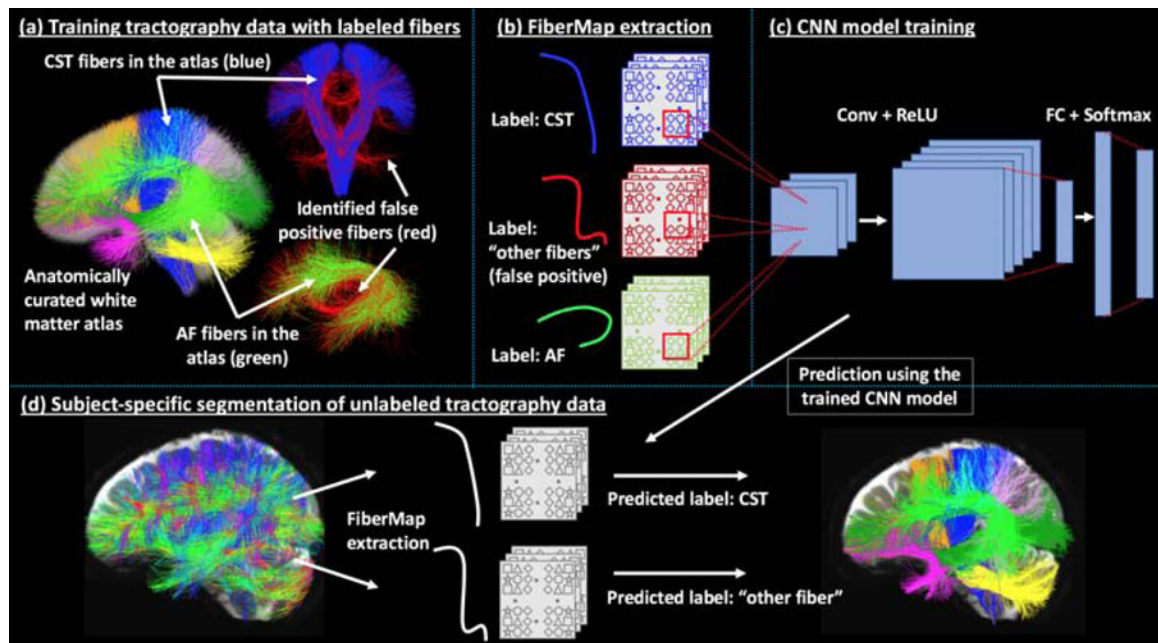 (a) Training tractography data with labeled fibers
CST fibers in the atlas (blue)
Identified false
positive fibers (red)
Anatomically
curated white
matter atlas
AF fibers in the
atlas (green)
(b) FiberMap extraction
Label: CST
Label:
“other fibers”
(false positive)
Label: AF
(c) CNN model training
Conv + ReLU
FC + Softmax
Prediction using the
trained CNN model
(d) Subject-specific segmentation of unlabeled tractography data
FiberMap
extraction
Predicted label: CST
Predicted label: “other fiber”